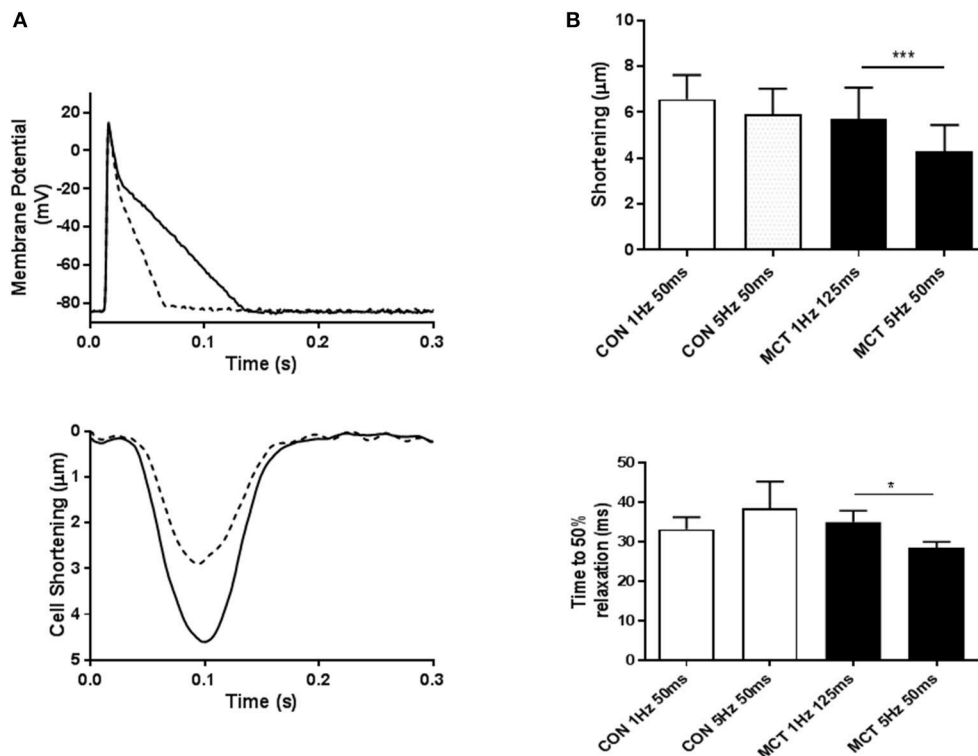 A
Membrane Potential
(mV)
20
0
-20
-40
-60
-80
0.0
0.1
0.2
0.3
Time (s)
Cell Shortening (μm)
0
1
2
3
4
5
0.0
0.1
0.2
0.3
Time (s)
B
Shortening (μm)
10
8
6
4
2
0
***
CON 1Hz 50ms
CON 5Hz 50ms
MCT 1Hz 125ms
MCT 5Hz 50ms
Time to 50%
relaxation (ms)
50
40
30
20
10
0
*
CON 1Hz 50ms
CON 5Hz 50ms
MCT 1Hz 125ms
MCT 5Hz 50ms